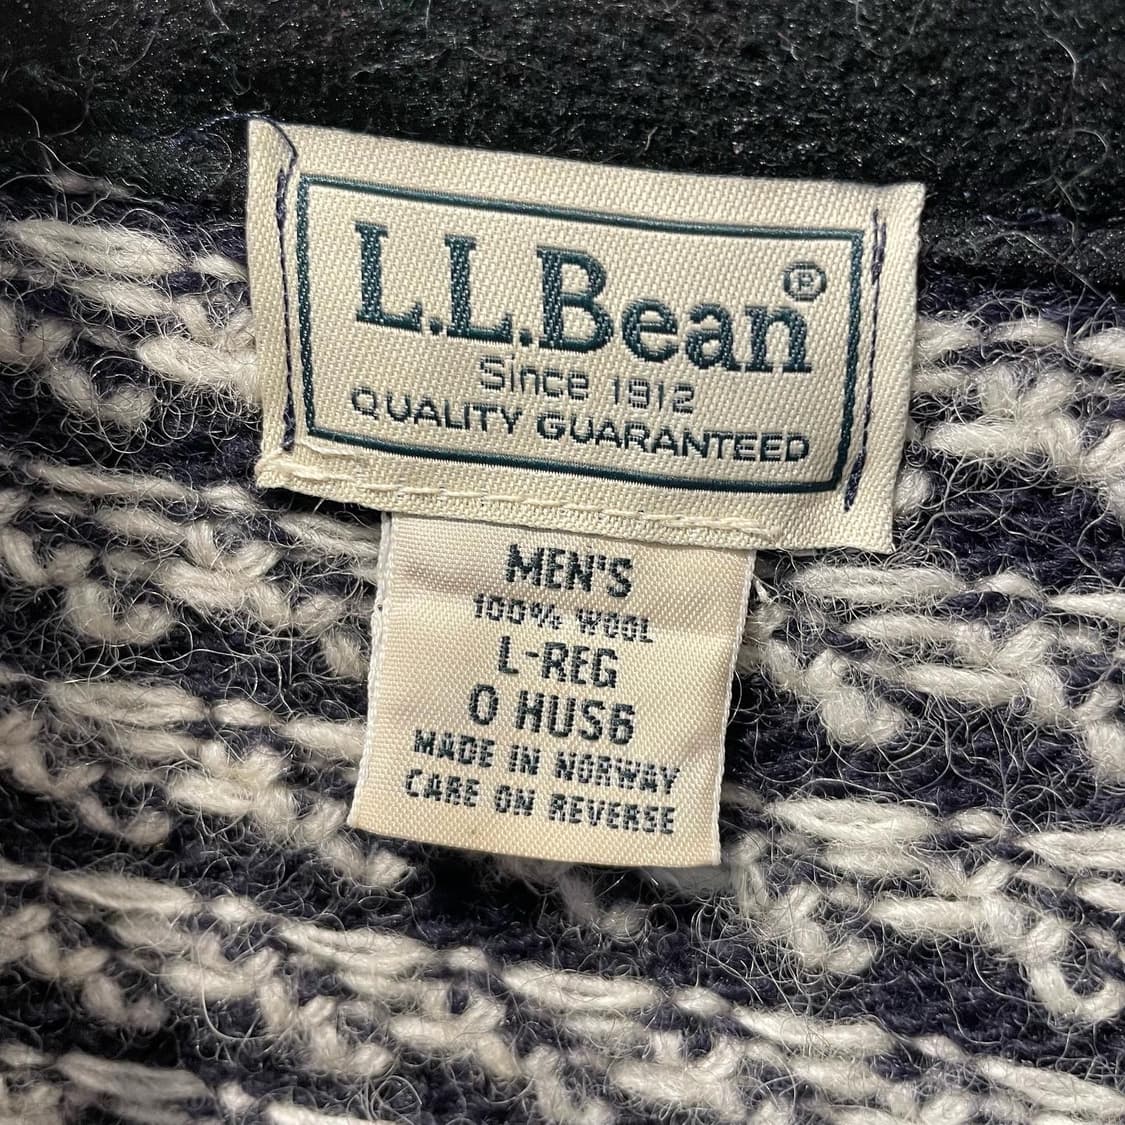 L.L.Bean®
Since 1912
QUALITY GUARANTEED
MEN'S
100% WOOL
L-REG
0 HUS6
MADE IN NORWAY
CARE ON REVERSE